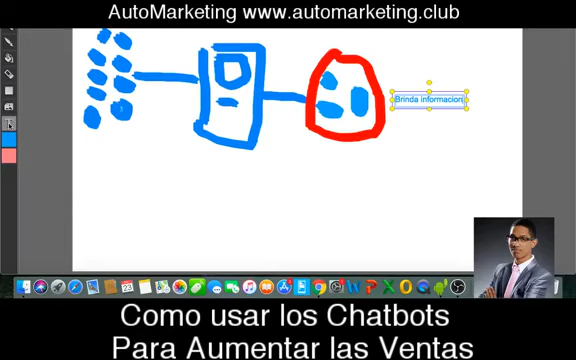 AutoMarketing www.automarketing.club
Brinda informacion
Como usar los Chatbots
Para Aumentar las Ventas